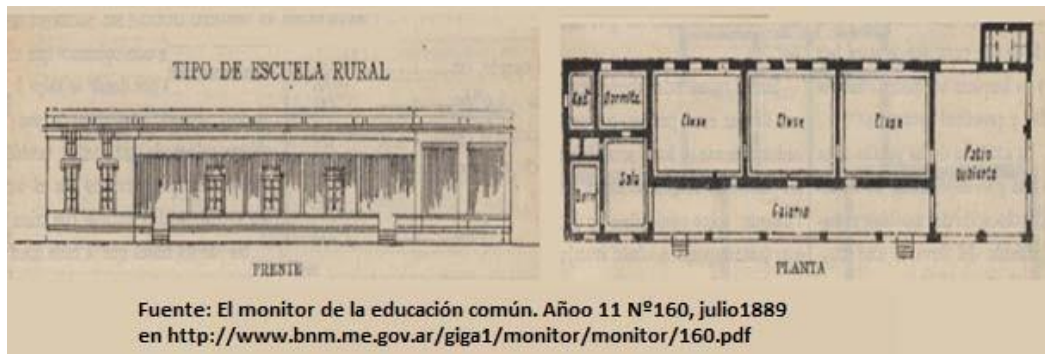 TIPO DE ESCUELA RURAL
FRENTE
Dormit.
Clase
Clase
Clase
Sala
Patio
cubierto
Galeria
PLANTA
Fuente: El monitor de la educación común. Añoo 11 Nº160, julio1889
en http://www.bnm.me.gov.ar/giga1/monitor/monitor/160.pdf